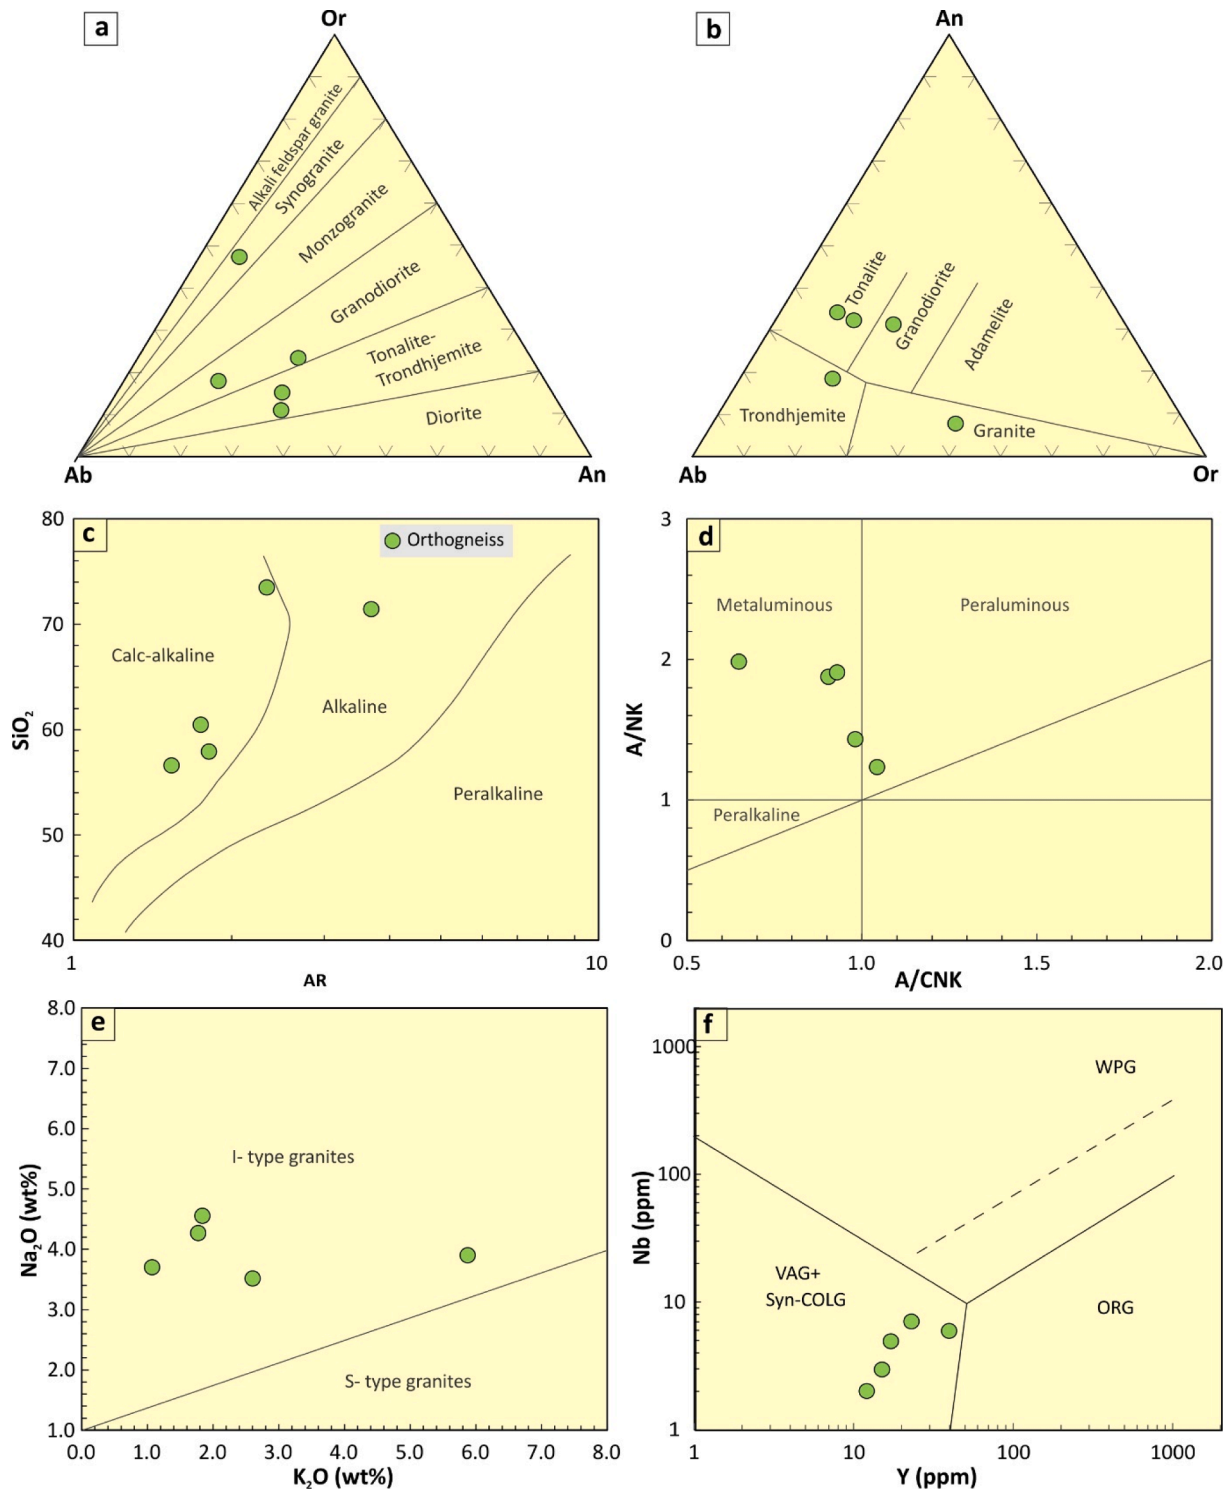 a
Or
Alkali feldspar granite
Synogranite
Monzogranite
Granodiorite
Tonalite-
Trondhjemite
Diorite
Ab
An
b
An
Tonalite
Granodiorite
Adamelite
Trondhjemite
Granite
Ab
Or
c
Orthogneiss
80
70
60
50
40
SiO₂
Calc-alkaline
Alkaline
Peralkaline
1
10
AR
d
3
2
1
0
A/NK
Metaluminous
Peraluminous
Peralkaline
0.5
1.0
1.5
2.0
A/CNK
e
8.0
7.0
6.0
5.0
4.0
3.0
2.0
1.0
Na₂O (wt%)
I- type granites
S- type granites
0.0
1.0
2.0
3.0
4.0
5.0
6.0
7.0
8.0
K₂O (wt%)
f
1000
100
10
1
Nb (ppm)
WPG
VAG+
Syn-COLG
ORG
1
10
100
1000
Y (ppm)